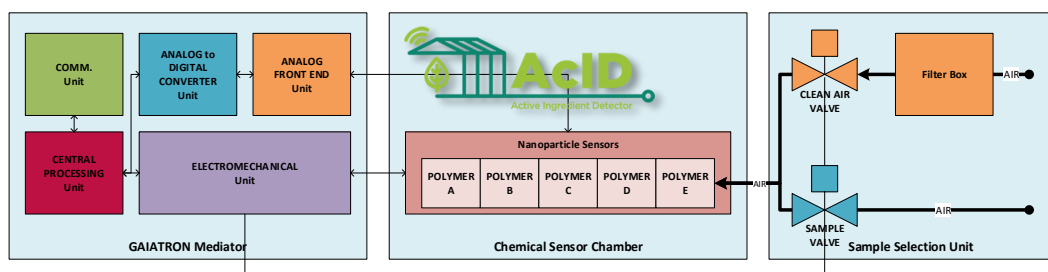 COMM.
Unit
ANALOG to
DIGITAL
CONVERTER
Unit
ANALOG
FRONT END
Unit
CENTRAL
PROCESSING
Unit
ELECTROMECHANICAL
Unit
GAIATRON Mediator
AcID
Active Ingredient Detector
Nanoparticle Sensors
POLYMER
A
POLYMER
B
POLYMER
C
POLYMER
D
POLYMER
E
Chemical Sensor Chamber
AIR
CLEAN AIR
VALVE
Filter Box
AIR
SAMPLE
VALVE
AIR
Sample Selection Unit